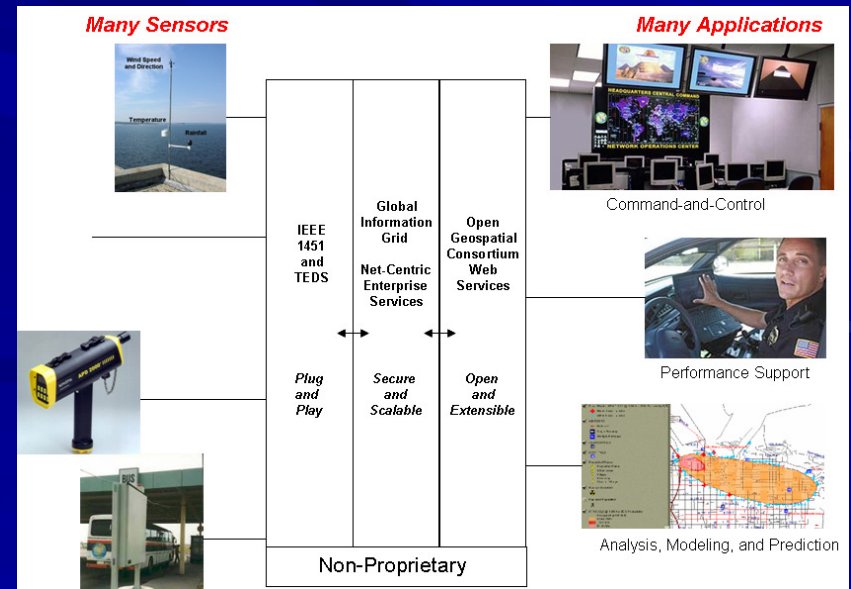 Many Sensors
Many Applications
Wind Speed
and Direction
Temperature
Rainfall
IEEE
1451
and
TEDS
Plug
and
Play
Global
Information
Grid
Net-Centric
Enterprise
Services
Secure
and
Scalable
Open
Geospatial
Consortium
Web
Services
Open
and
Extensible
Non-Proprietary
HEADQUARTERS CENTRAL COMMAND
NETWORK OPERATIONS CENTER
Command-and-Control
Performance Support
Analysis, Modeling, and Prediction
APD 2000
BUS